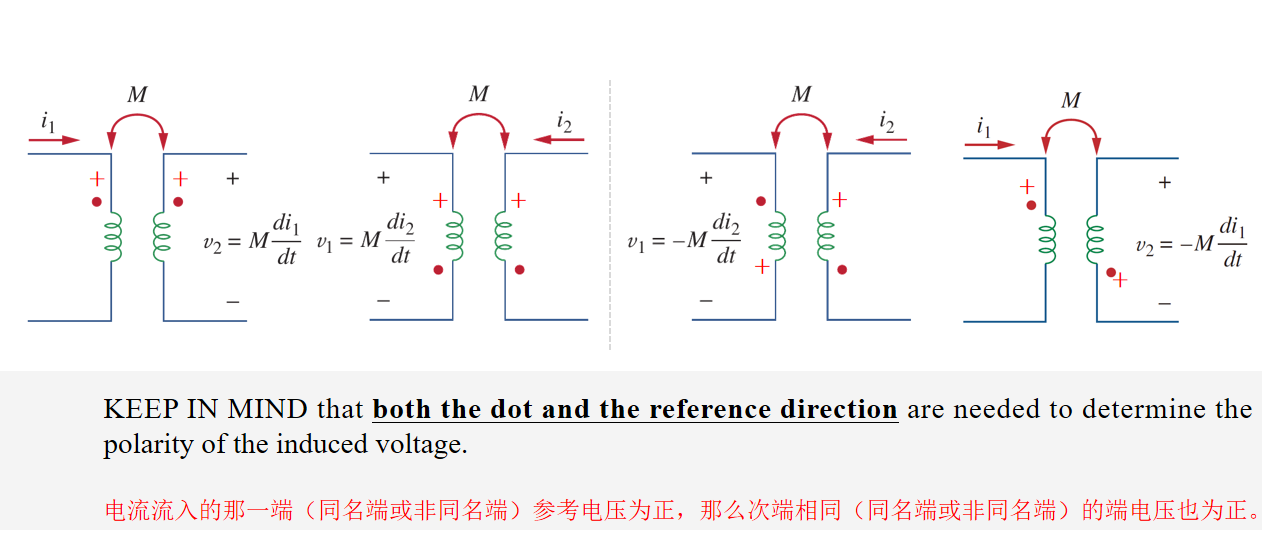 M
i₁
+ + +
v₂ = M di₁/dt
−
M
i₂
+ + +
v₁ = M di₂/dt
−
M
i₂
+ +
v₁ = −M di₂/dt
+
−
M
i₁
+ +
v₂ = −M di₁/dt
+
−
KEEP IN MIND that both the dot and the reference direction are needed to determine the
polarity of the induced voltage.
电流流入的那一端（同名端或非同名端）参考电压为正，那么次端相同（同名端或非同名端）的端电压也为正。